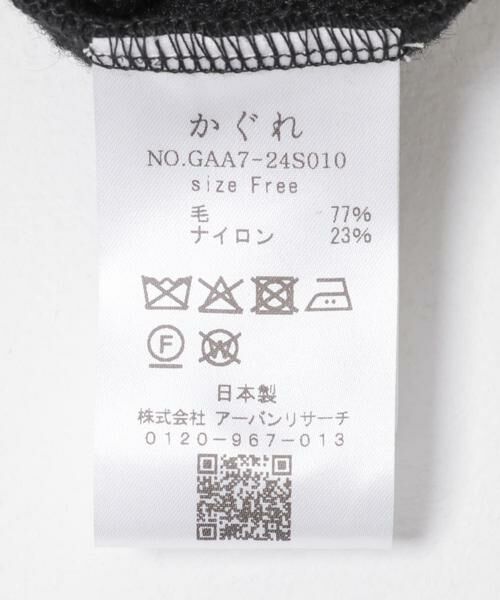 かぐれ
NO.GAA7-24S010
size Free
毛 77%
ナイロン 23%
F W
日本製
株式会社 アーバンリサーチ
0120-967-013